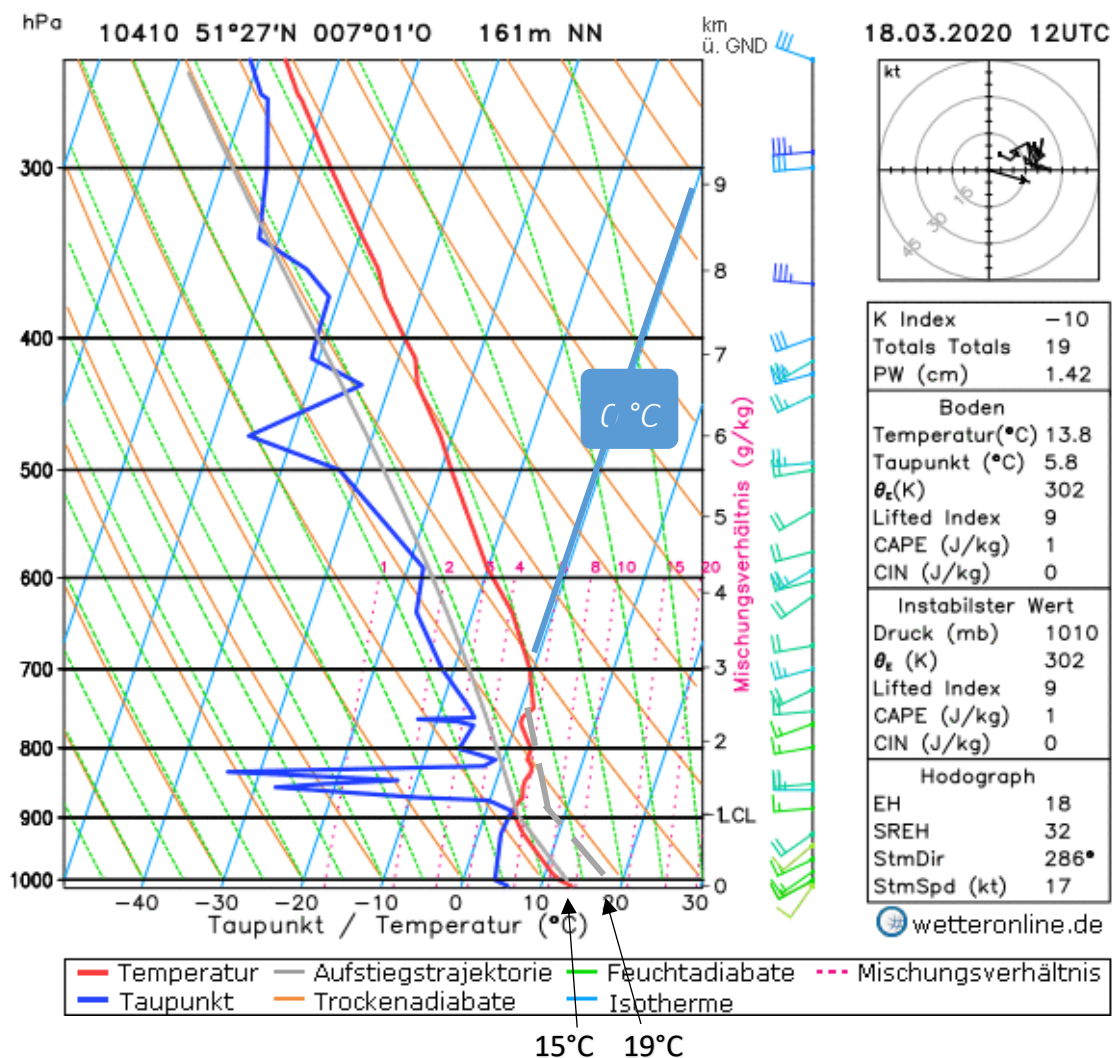 hPa
10410 51°27'N 007°01'O 161m NN
km
ü. GND
18.03.2020 12UTC
kt
15
30
45
300
400
500
600
700
800
900
1000
9
8
7
6
5
4
3
2
1LCL
0
0 °C
1 2 3 4 8 10 15 20
Mischungsverhältnis (g/kg)
−40 −30 −20 −10 0 10 20 30
Taupunkt / Temperatur (°C)
K Index −10
Totals Totals 19
PW (cm) 1.42
Boden
Temperatur(°C) 13.8
Taupunkt (°C) 5.8
θE(K) 302
Lifted Index 9
CAPE (J/kg) 1
CIN (J/kg) 0
Instabilster Wert
Druck (mb) 1010
θE (K) 302
Lifted Index 9
CAPE (J/kg) 1
CIN (J/kg) 0
Hodograph
EH 18
SREH 32
StmDir 286°
StmSpd (kt) 17
wetteronline.de
Temperatur Aufstiegstrajektorie Feuchtadiabate Mischungsverhältnis
Taupunkt Trockenadiabate Isotherme
15°C 19°C